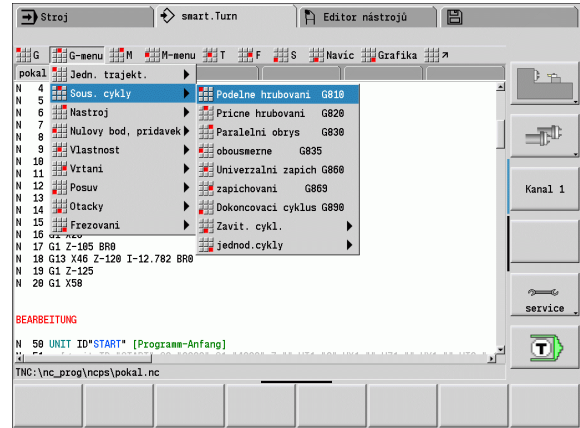 Stroj
smart.Turn
Editor nástrojů
G G-menu M M-menu T F S Navic Grafika
pokal
Jedn. trajekt.
Sous. cykly
Nastroj
Nulovy bod, pridavek
Vlastnost
Vrtani
Posuv
Otacky
Frezovani
Podelne hrubovani G810
Pricne hrubovani G820
Paralelni obrys G830
obousmerne G835
Univerzalni zapich G860
zapichovani G869
Dokoncovaci cyklus G890
Zavit. cykl.
jednod.cykly
N 4
N 5
N 6
N 7
N 8
N 9
N 10
N 11
N 12
N 13
N 14
N 15
N 16 G1 X26
N 17 G1 Z-105 BR0
N 18 G13 X46 Z-120 I-12.782 BR0
N 19 G1 Z-125
N 20 G1 X58
BEARBEITUNG
N 50 UNIT ID"START" [Programm-Anfang]
TNC:\nc_prog\ncps\pokal.nc
Kanal 1
service
T